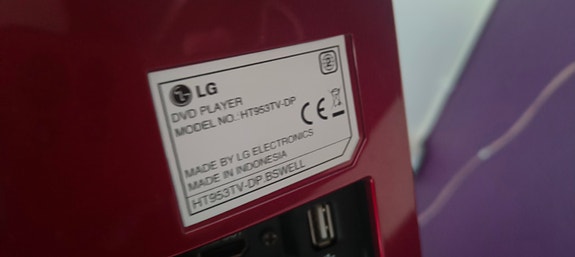 LG
DVD PLAYER
MODEL NO.: HT953TV-DP
CE
MADE BY LG ELECTRONICS
MADE IN INDONESIA
HT953TV-DP BSWELL